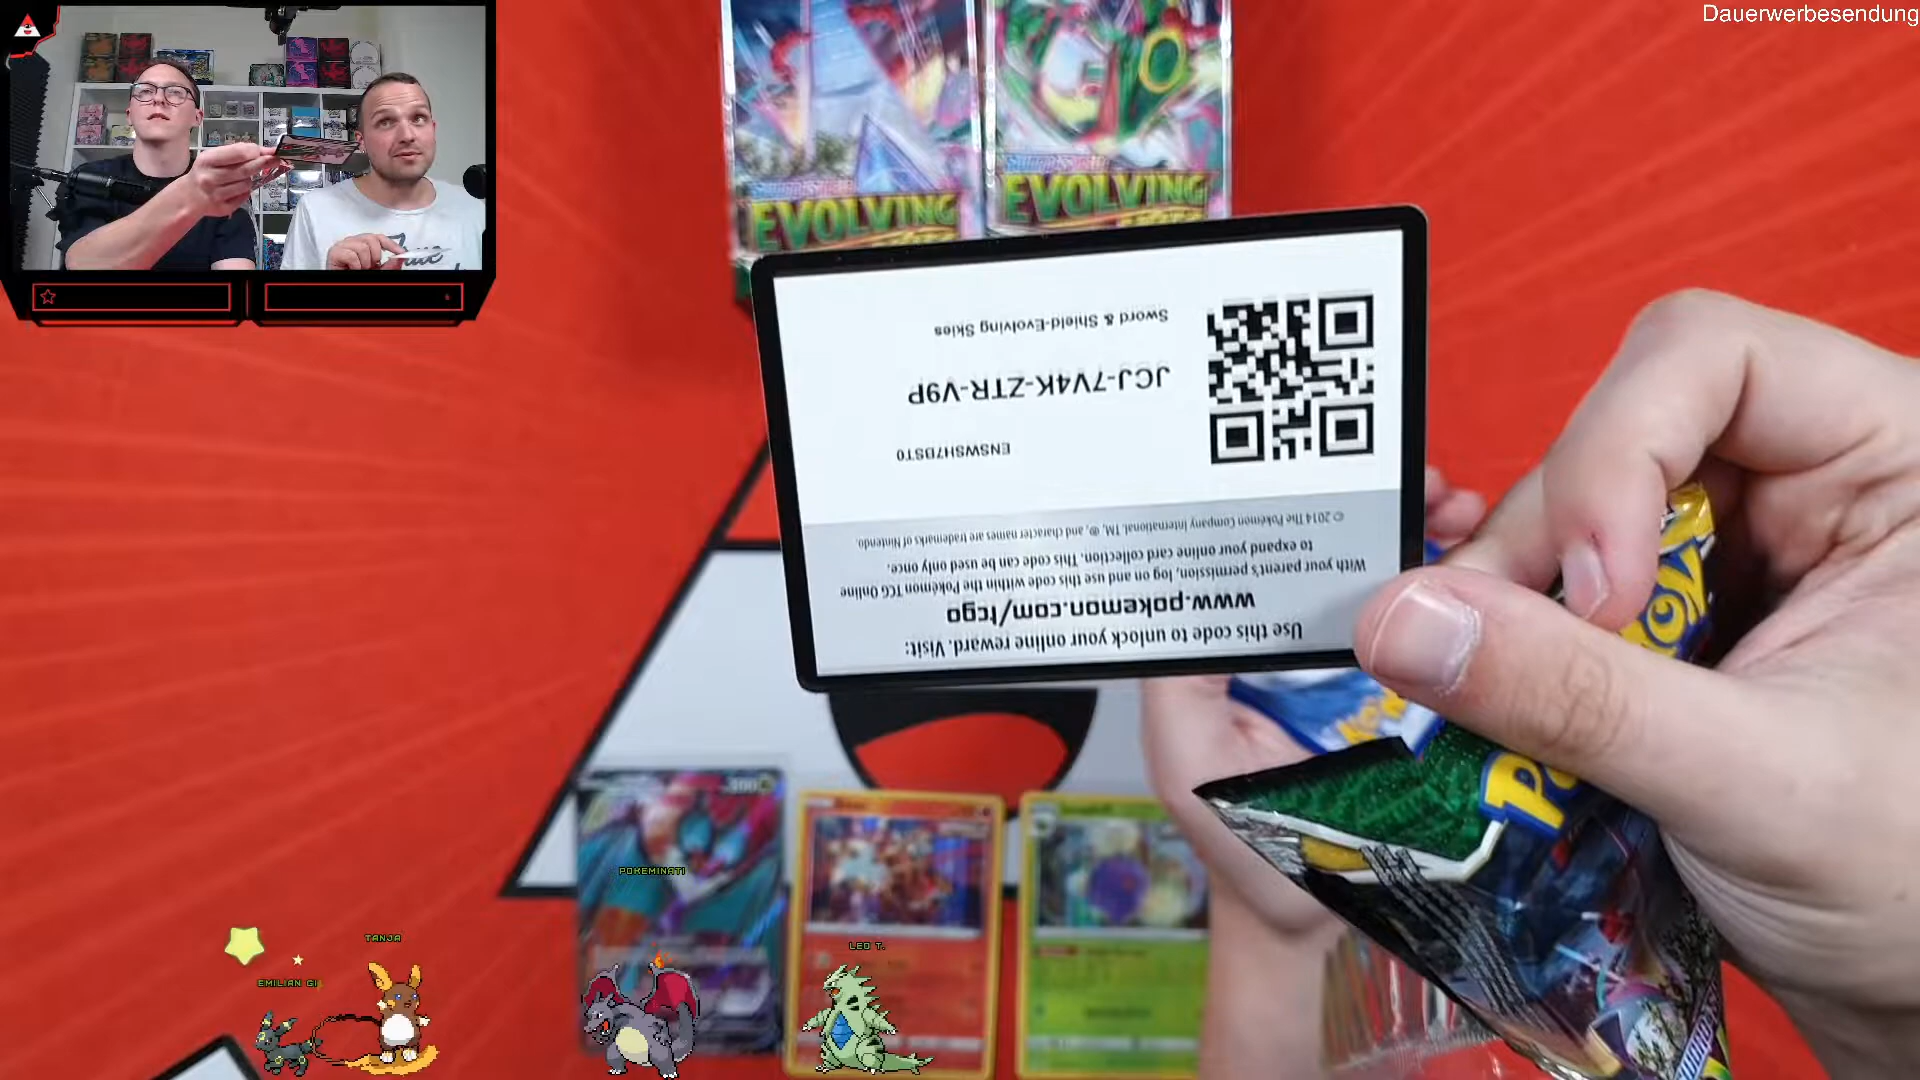 Dauerwerbesendung
EVOLVING
EVOLVING
Use this code to unlock your online reward. Visit:
www.pokemon.com/tcgo
With your parent's permission, log on and use this code within the Pokémon TCG Online
to expand your online card collection. This code can be used only once.
© 2014 The Pokémon Company International. TM, ®, and character names are trademarks of Nintendo.
ENSWSH7BST0
JCJ-7V4K-ZTR-V9P
Sword & Shield-Evolving Skies
POKEMINATI
TANJA
LEO T.
EMILIAN GI